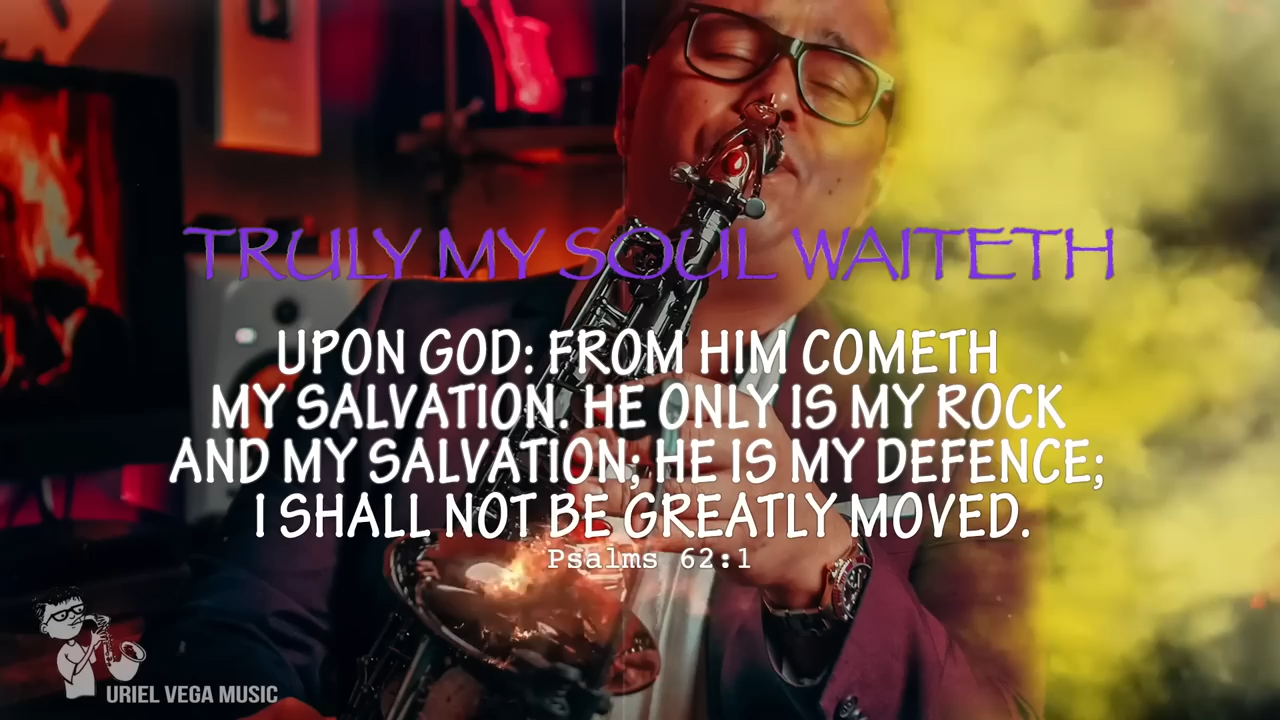 TRULY MY SOUL WAITETH
UPON GOD: FROM HIM COMETH
MY SALVATION. HE ONLY IS MY ROCK
AND MY SALVATION; HE IS MY DEFENCE;
I SHALL NOT BE GREATLY MOVED.
Psalms 62:1
URIEL VEGA MUSIC